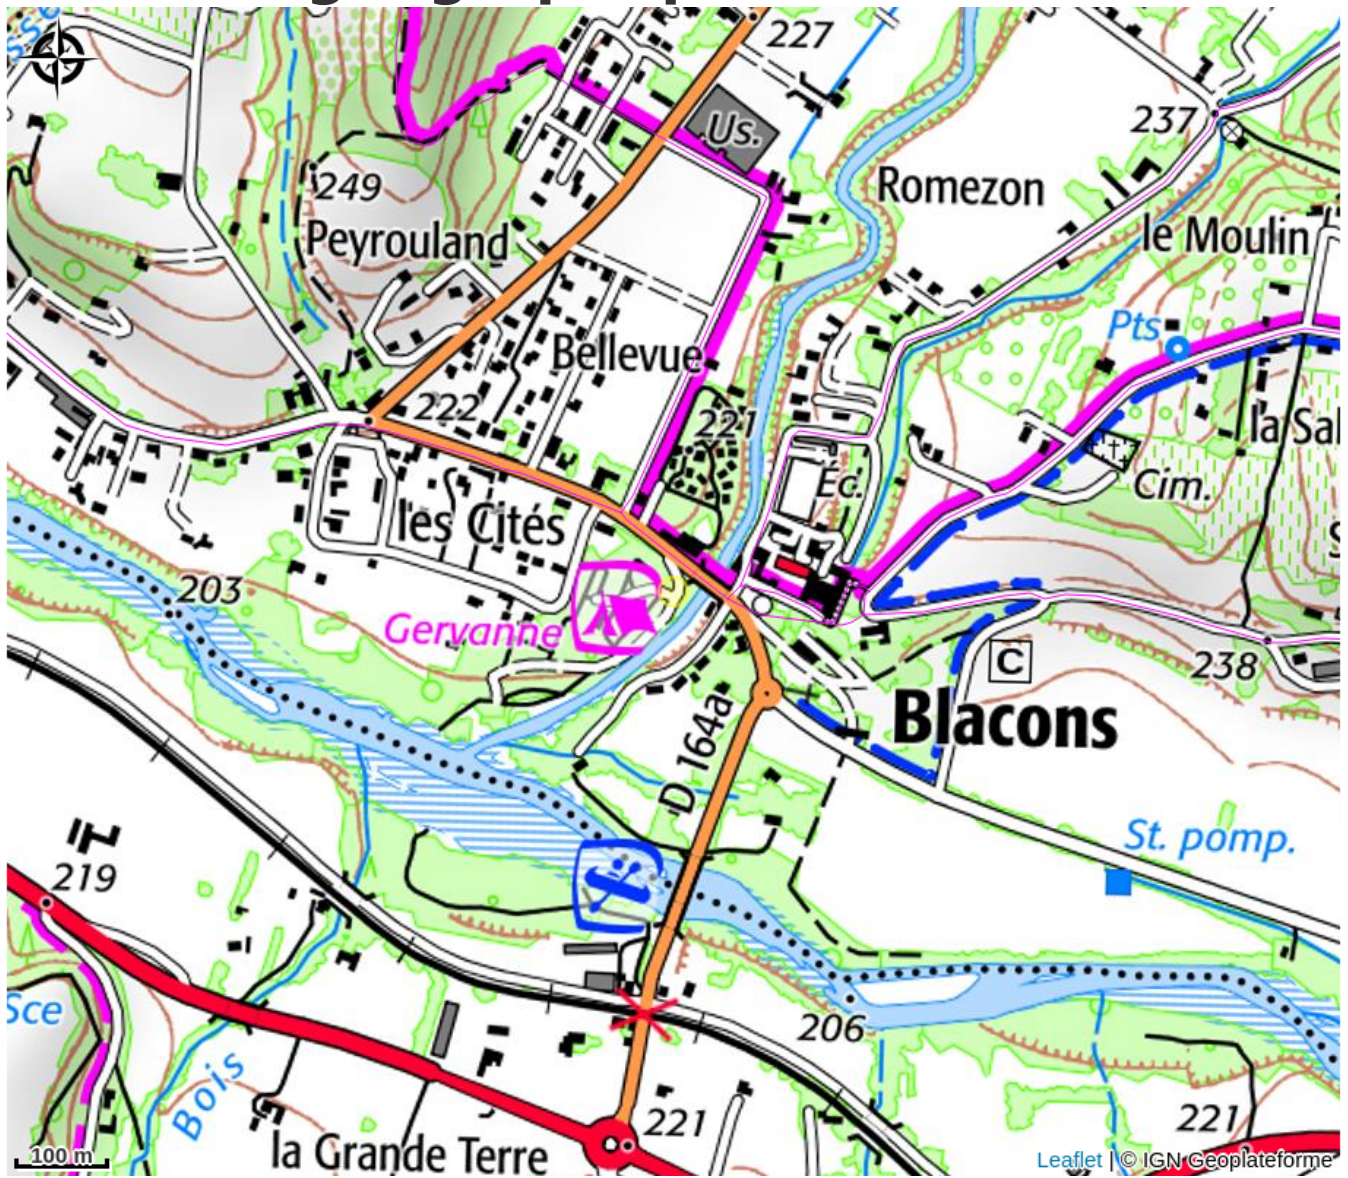 227
Us.
237
249
Romezon
Peyrouland
le Moulin
Pts
Bellevue
222
221
la Sal
Éc.
Cim.
les Cités
S
203
Gervanne
C
238
Blacons
D 164a
St. pomp.
219
Sce
206
Bois
221
221
la Grande Terre
100 m
Leaflet | © IGN Geoplateforme